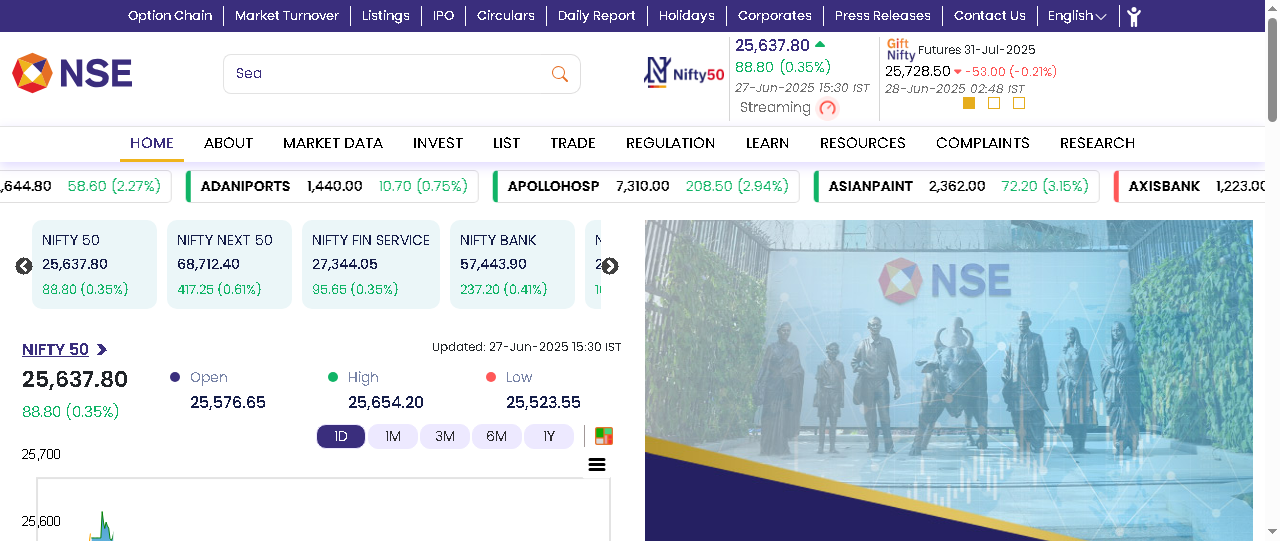 Option Chain Market Turnover Listings IPO Circulars Daily Report Holidays Corporates Press Releases Contact Us English
NSE
Sea
Nifty50
25,637.80
88.80 (0.35%)
27-Jun-2025 15:30 IST
Streaming
Gift Nifty Futures 31-Jul-2025
25,728.50 -53.00 (-0.21%)
28-Jun-2025 02:48 IST
HOME ABOUT MARKET DATA INVEST LIST TRADE REGULATION LEARN RESOURCES COMPLAINTS RESEARCH
,644.80 58.60 (2.27%) ADANIPORTS 1,440.00 10.70 (0.75%) APOLLOHOSP 7,310.00 208.50 (2.94%) ASIANPAINT 2,362.00 72.20 (3.15%) AXISBANK 1,223.00
NIFTY 50 NIFTY NEXT 50 NIFTY FIN SERVICE NIFTY BANK
25,637.80 68,712.40 27,344.05 57,443.90
88.80 (0.35%) 417.25 (0.61%) 95.65 (0.35%) 237.20 (0.41%)
NSE
NIFTY 50
Updated: 27-Jun-2025 15:30 IST
25,637.80
88.80 (0.35%)
Open High Low
25,576.65 25,654.20 25,523.55
1D 1M 3M 6M 1Y
25,700
25,600